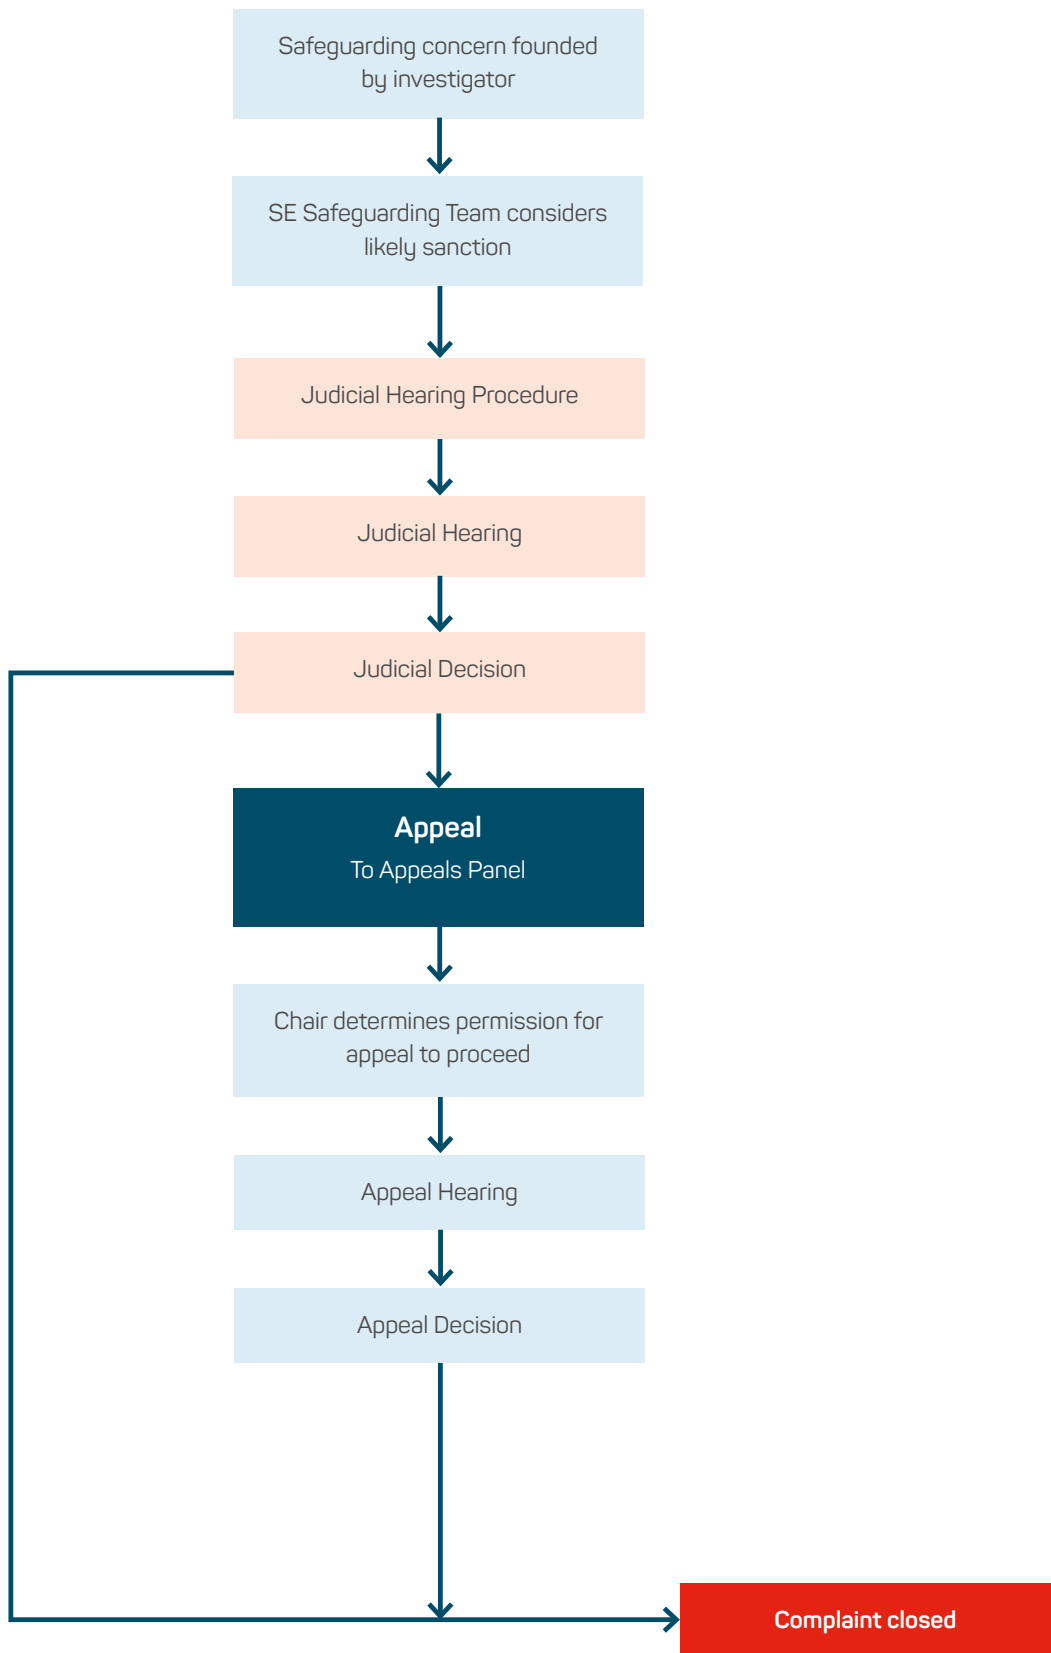 Safeguarding concern founded
by investigator
SE Safeguarding Team considers
likely sanction
Judicial Hearing Procedure
Judicial Hearing
Judicial Decision
Appeal
To Appeals Panel
Chair determines permission for
appeal to proceed
Appeal Hearing
Appeal Decision
Complaint closed